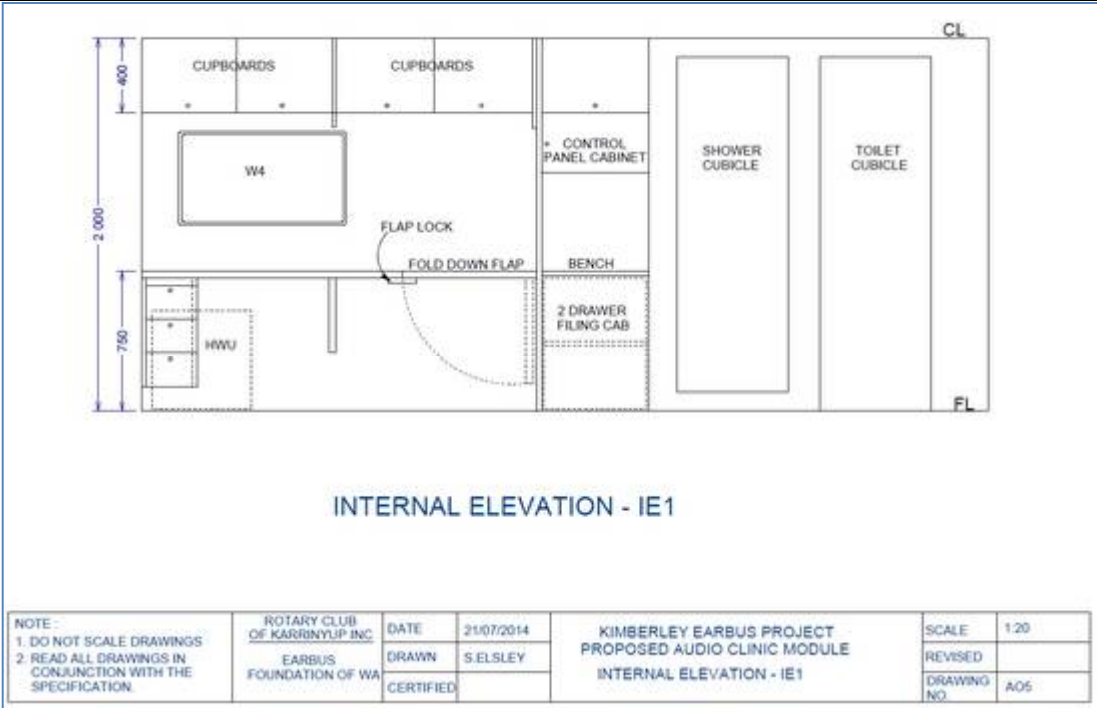 CL
CUPBOARDS
CUPBOARDS
400
CONTROL
PANEL CABINET
SHOWER
CUBICLE
TOILET
CUBICLE
W4
2 000
FLAP LOCK
FOLD DOWN FLAP
BENCH
2 DRAWER
FILING CAB
HWU
750
FL
INTERNAL ELEVATION - IE1
NOTE :
1. DO NOT SCALE DRAWINGS
2. READ ALL DRAWINGS IN
CONJUNCTION WITH THE
SPECIFICATION.
ROTARY CLUB
OF KARRINYUP INC
EARBUS
FOUNDATION OF WA
DATE
21/07/2014
DRAWN
S.ELSLEY
CERTIFIED
KIMBERLEY EARBUS PROJECT
PROPOSED AUDIO CLINIC MODULE
INTERNAL ELEVATION - IE1
SCALE
1:20
REVISED
DRAWING
NO.
AO5